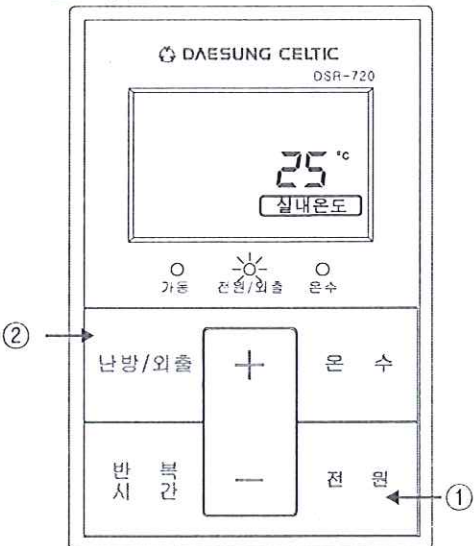 DAESUNG CELTIC
DSR-720
25 °C
실내온도
가동 전원/외출 온수
② 난방/외출 + 온 수
반 복
시 간
− 전 원 ①